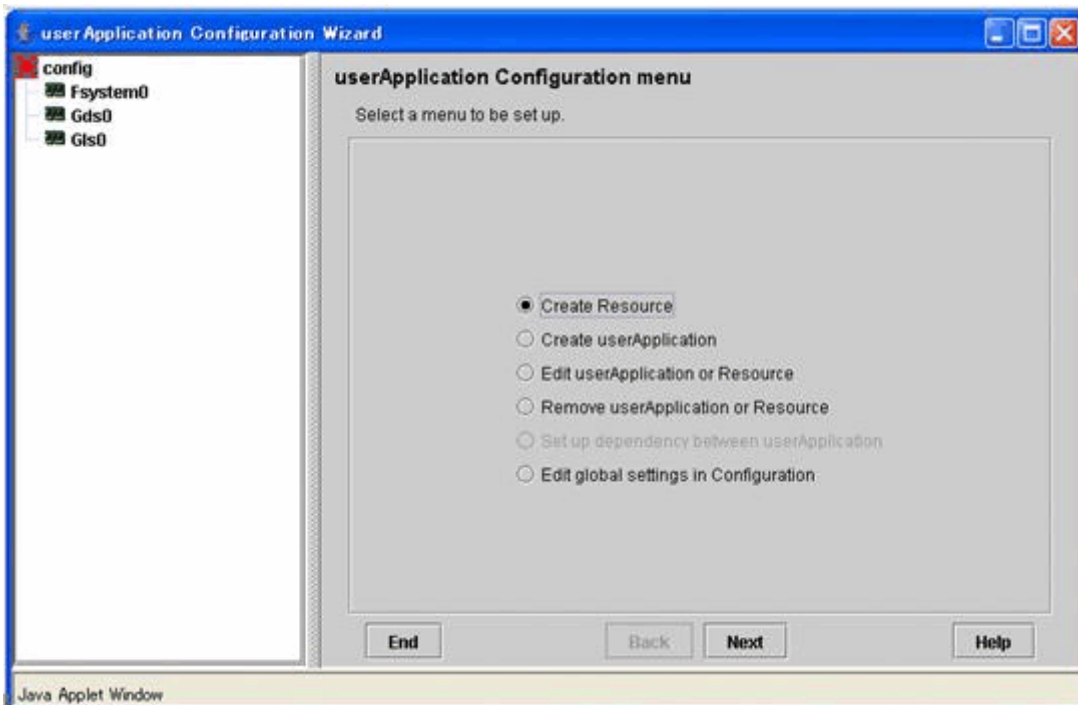 userApplication Configuration Wizard
config
Fsystem0
Gds0
Gls0
userApplication Configuration menu
Select a menu to be set up.
Create Resource
Create userApplication
Edit userApplication or Resource
Remove userApplication or Resource
Set up dependency between userApplication
Edit global settings in Configuration
End
Back
Next
Help
Java Applet Window